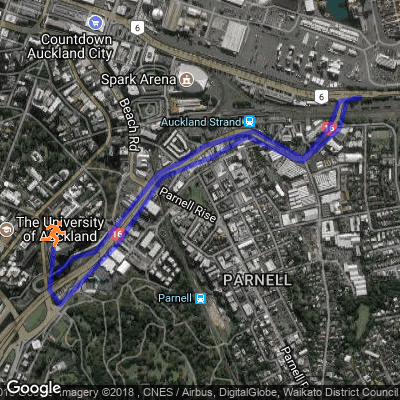 Countdown
Auckland City
6
Spark Arena
6
Auckland Strand
16
Beach Rd
Parnell Rise
The University
of Auckland
16
PARNELL
Parnell
Parnell
Google
Imagery ©2018 , CNES / Airbus, DigitalGlobe, Waikato District Council